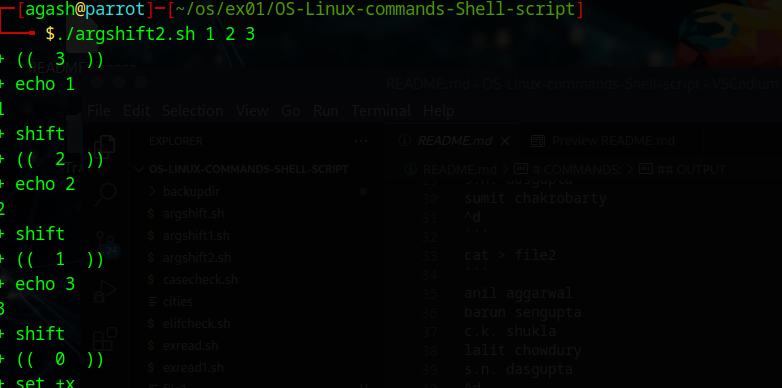 ┌─[agash@parrot]─[~/os/ex01/OS-Linux-commands-Shell-script]
└──╼ $./argshift2.sh 1 2 3
+ ((  3  ))
+ echo 1
1
+ shift
+ ((  2  ))
+ echo 2
2
+ shift
+ ((  1  ))
+ echo 3
3
+ shift
+ ((  0  ))
+ set +x
README.md - OS-Linux-commands-Shell-script - VSCodium
File Edit Selection View Go Run Terminal Help
EXPLORER ···
OS-LINUX-COMMANDS-SHELL-SCRIPT
> backupdir
$ argshift.sh
$ argshift1.sh
$ argshift2.sh
$ casecheck.sh
cities
$ elifcheck.sh
$ exread.sh
$ exread1.sh
README.md × Preview README.md
README.md > # COMMANDS: > ## OUTPUT
s.n. dasgupta
30 sumit chakrobarty
31 ^d
32 ```
33 cat > file2
34 ```
35 anil aggarwal
36 barun sengupta
37 c.k. shukla
38 lalit chowdury
39 s.n. dasgupta